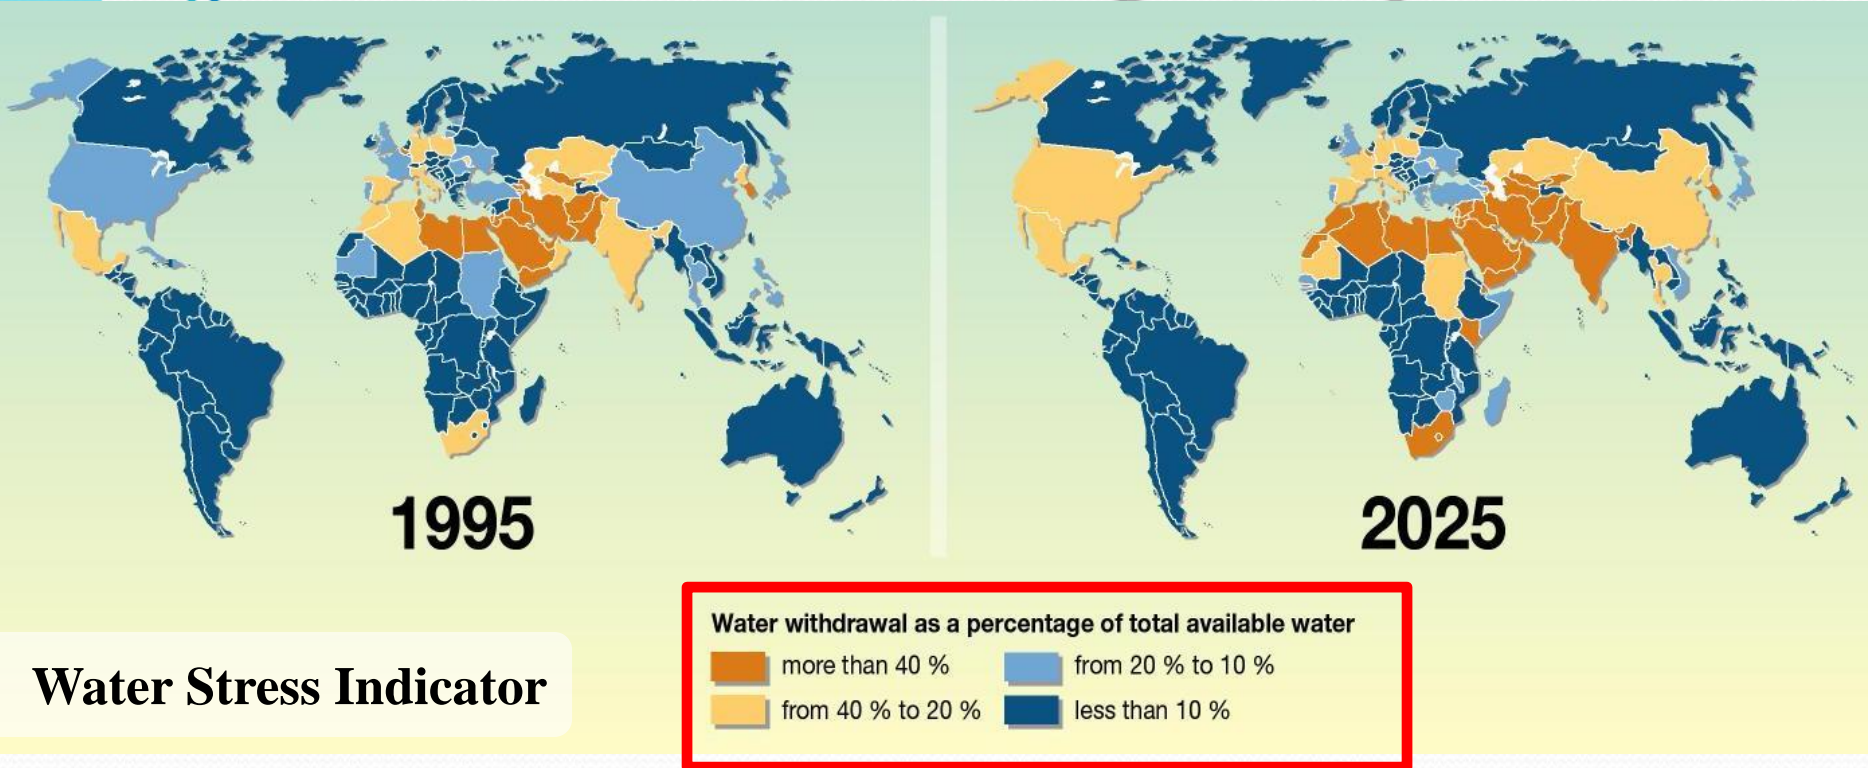 1995
2025
Water withdrawal as a percentage of total available water
more than 40 %
from 20 % to 10 %
from 40 % to 20 %
less than 10 %
Water Stress Indicator